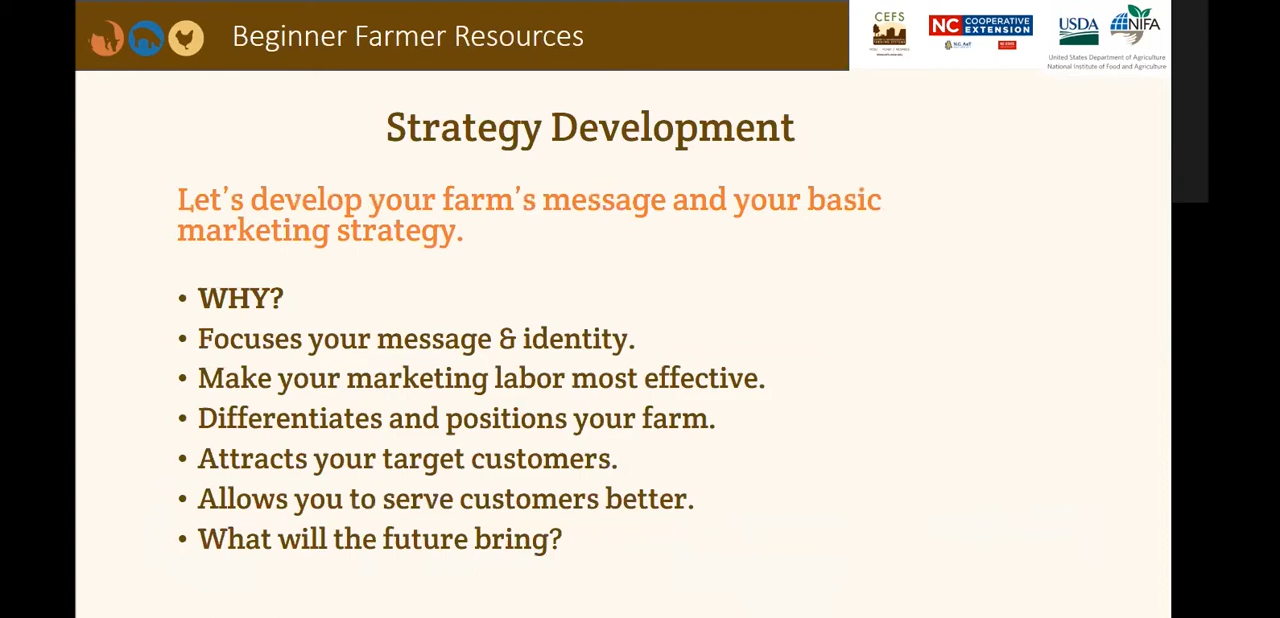 Beginner Farmer Resources
CEFS
NC COOPERATIVE
EXTENSION
USDA
NIFA
United States Department of Agriculture
National Institute of Food and Agriculture
Strategy Development
Let's develop your farm's message and your basic
marketing strategy.
• WHY?
• Focuses your message & identity.
• Make your marketing labor most effective.
• Differentiates and positions your farm.
• Attracts your target customers.
• Allows you to serve customers better.
• What will the future bring?